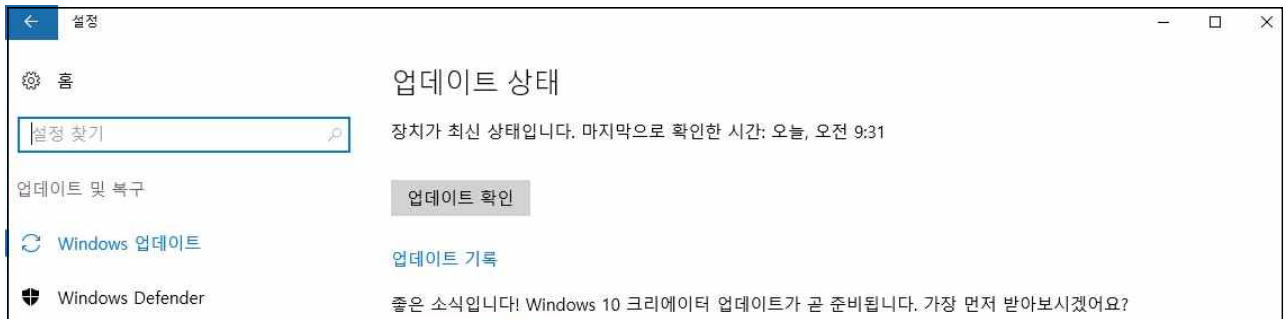 설정
홈
설정 찾기
업데이트 및 복구
Windows 업데이트
Windows Defender
업데이트 상태
장치가 최신 상태입니다. 마지막으로 확인한 시간: 오늘, 오전 9:31
업데이트 확인
업데이트 기록
좋은 소식입니다! Windows 10 크리에이터 업데이트가 곧 준비됩니다. 가장 먼저 받아보시겠어요?